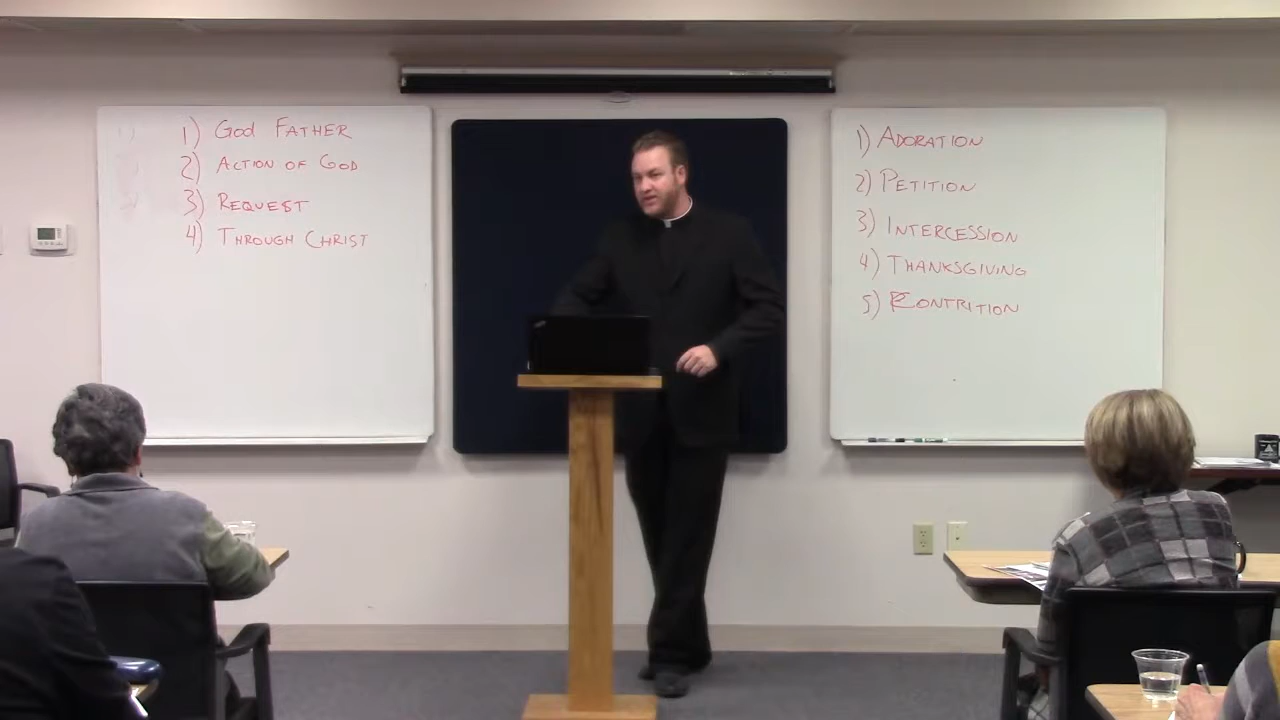 1) God Father
2) Action of God
3) Request
4) Through Christ
1) Adoration
2) Petition
3) Intercession
4) Thanksgiving
5) Contrition